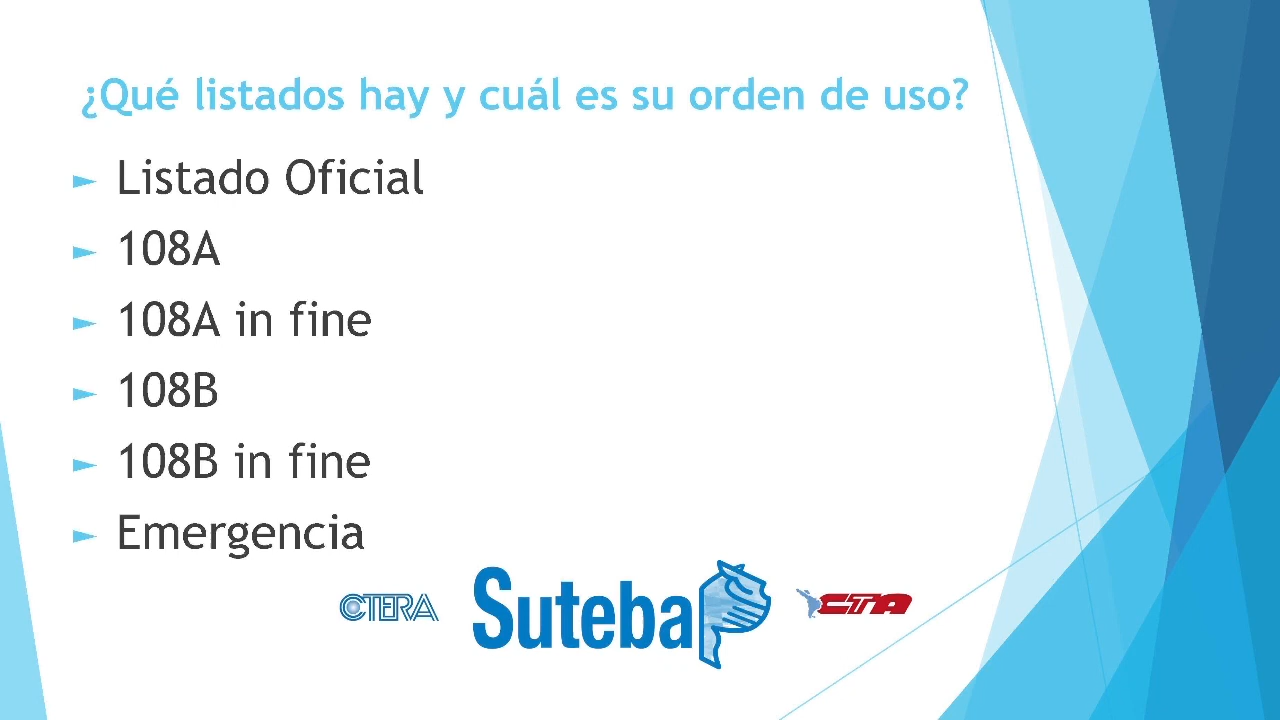 ¿Qué listados hay y cuál es su orden de uso?
► Listado Oficial
► 108A
► 108A in fine
► 108B
► 108B in fine
► Emergencia
CTERA Suteba CTA